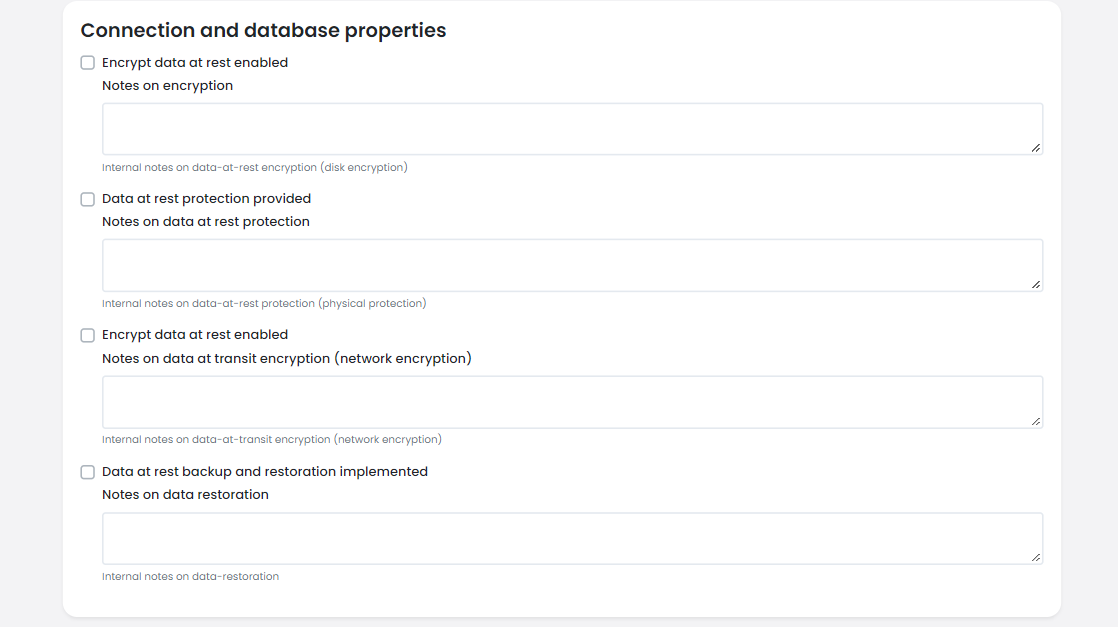 Connection and database properties
Encrypt data at rest enabled
Notes on encryption
Internal notes on data-at-rest encryption (disk encryption)
Data at rest protection provided
Notes on data at rest protection
Internal notes on data-at-rest protection (physical protection)
Encrypt data at rest enabled
Notes on data at transit encryption (network encryption)
Internal notes on data-at-transit encryption (network encryption)
Data at rest backup and restoration implemented
Notes on data restoration
Internal notes on data-restoration